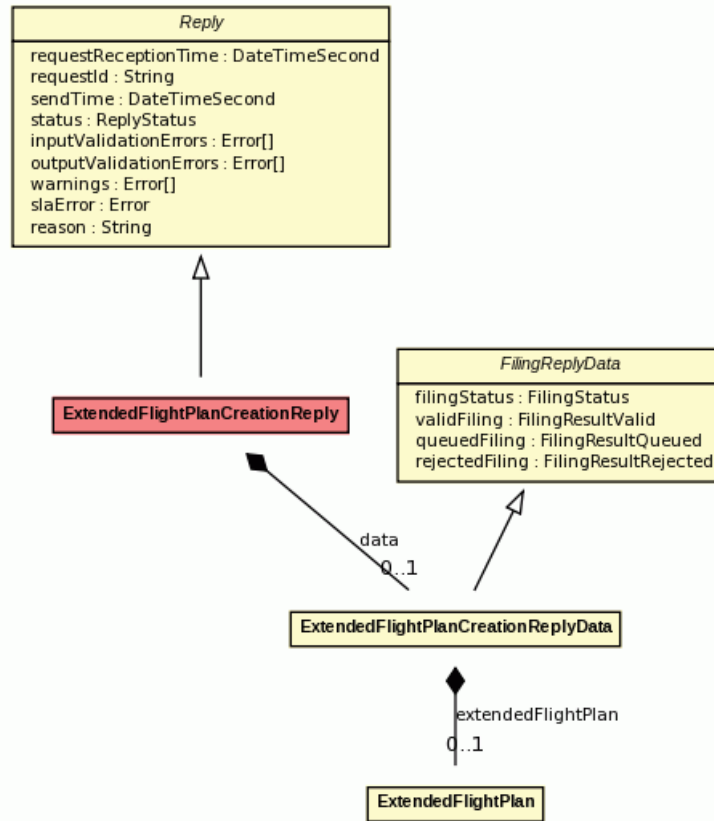 Reply
requestReceptionTime : DateTimeSecond
requestId : String
sendTime : DateTimeSecond
status : ReplyStatus
inputValidationErrors : Error[]
outputValidationErrors : Error[]
warnings : Error[]
slaError : Error
reason : String
FilingReplyData
filingStatus : FilingStatus
validFiling : FilingResultValid
queuedFiling : FilingResultQueued
rejectedFiling : FilingResultRejected
ExtendedFlightPlanCreationReply
data
0..1
ExtendedFlightPlanCreationReplyData
extendedFlightPlan
0..1
ExtendedFlightPlan